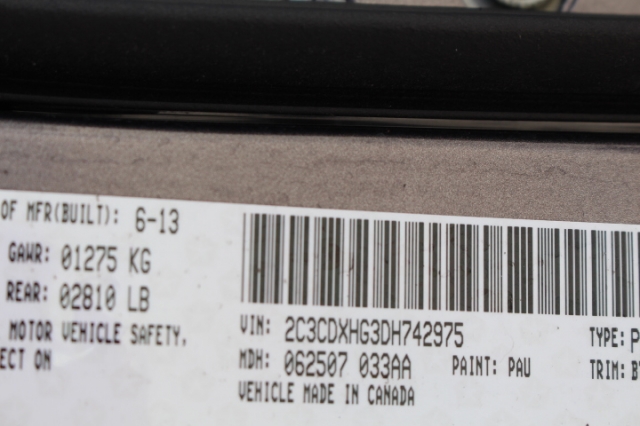 OF MFR(BUILT): 6-13
GAWR: 01275 KG
REAR: 02810 LB
MOTOR VEHICLE SAFETY,
ECT ON
VIN: 2C3CDXHG3DH742975 TYPE: P
MDH: 062507 033AA PAINT: PAU TRIM: B
VEHICLE MADE IN CANADA